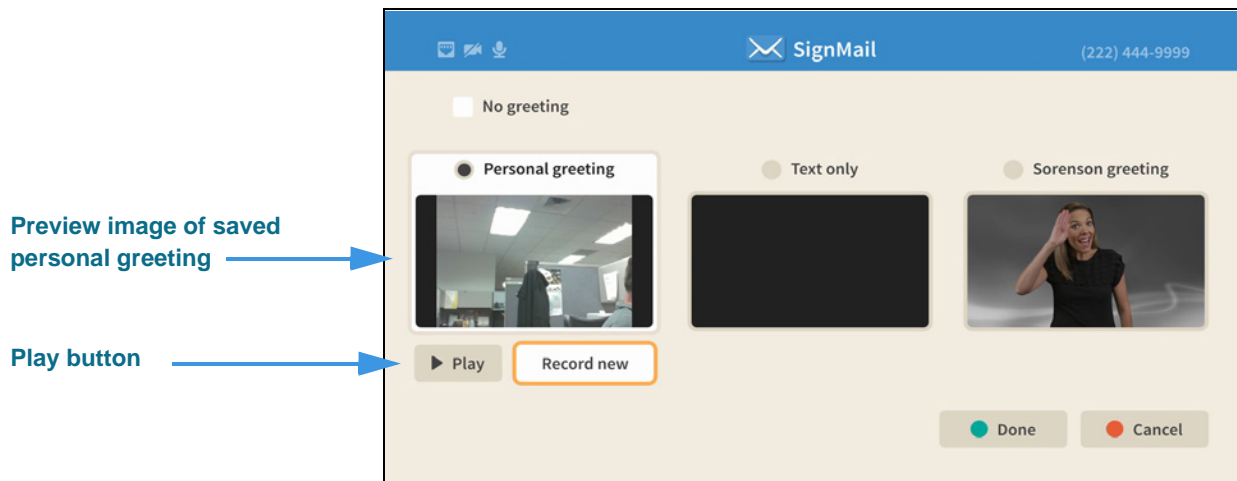 SignMail
(222) 444-9999
No greeting
Personal greeting
Text only
Sorenson greeting
Preview image of saved
personal greeting
Play button
Play
Record new
Done
Cancel